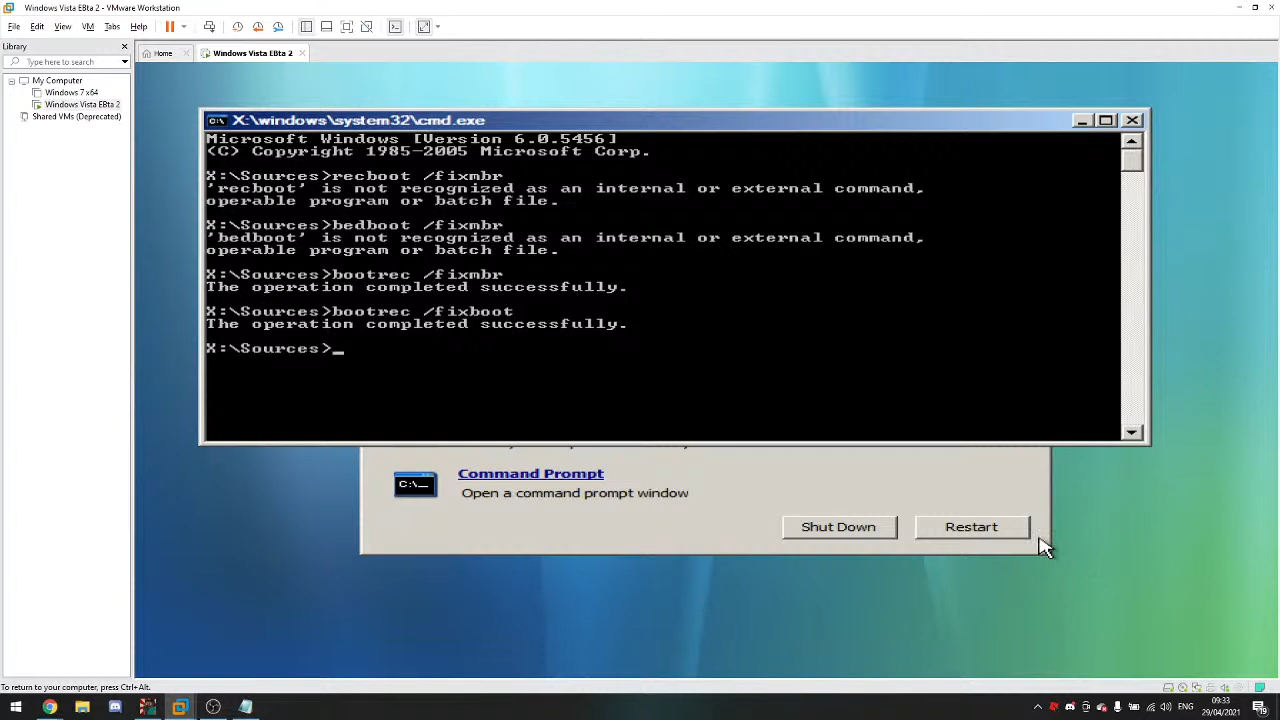 Windows Vista EBta 2 - VMware Workstation
File Edit View VM Tabs Help
Library
Type here to search
My Computer
Windows 7 x64
Windows Vista EBta 2
Shared VMs (Deprecated)
Home
Windows Vista EBta 2
X:\windows\system32\cmd.exe
Microsoft Windows [Version 6.0.5456]
(C) Copyright 1985-2005 Microsoft Corp.
X:\Sources>recboot /fixmbr
'recboot' is not recognized as an internal or external command,
operable program or batch file.
X:\Sources>bedboot /fixmbr
'bedboot' is not recognized as an internal or external command,
operable program or batch file.
X:\Sources>bootrec /fixmbr
The operation completed successfully.
X:\Sources>bootrec /fixboot
The operation completed successfully.
X:\Sources>_
C:\_
Command Prompt
Open a command prompt window
Shut Down Restart
To return to your computer, press Ctrl+Alt.
ENG
09:33
29/04/2021